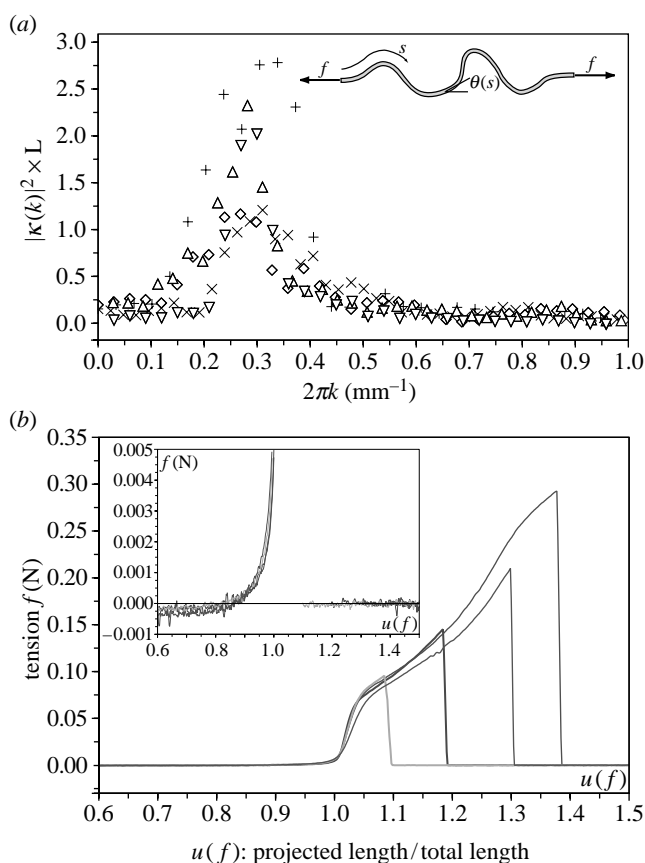 (a)
3.0
2.5
2.0
1.5
1.0
0.5
0.0
|κ(k)|² × L
f
s
θ(s)
f
0.0 0.1 0.2 0.3 0.4 0.5 0.6 0.7 0.8 0.9 1.0
2πk (mm⁻¹)
(b)
0.35
0.30
0.25
0.20
0.15
0.10
0.05
0.00
tension f (N)
0.005
0.004
0.003
0.002
0.001
0.000
−0.001
f (N)
u(f)
0.6 0.8 1.0 1.2 1.4
u(f)
0.6 0.7 0.8 0.9 1.0 1.1 1.2 1.3 1.4 1.5
u(f): projected length/total length